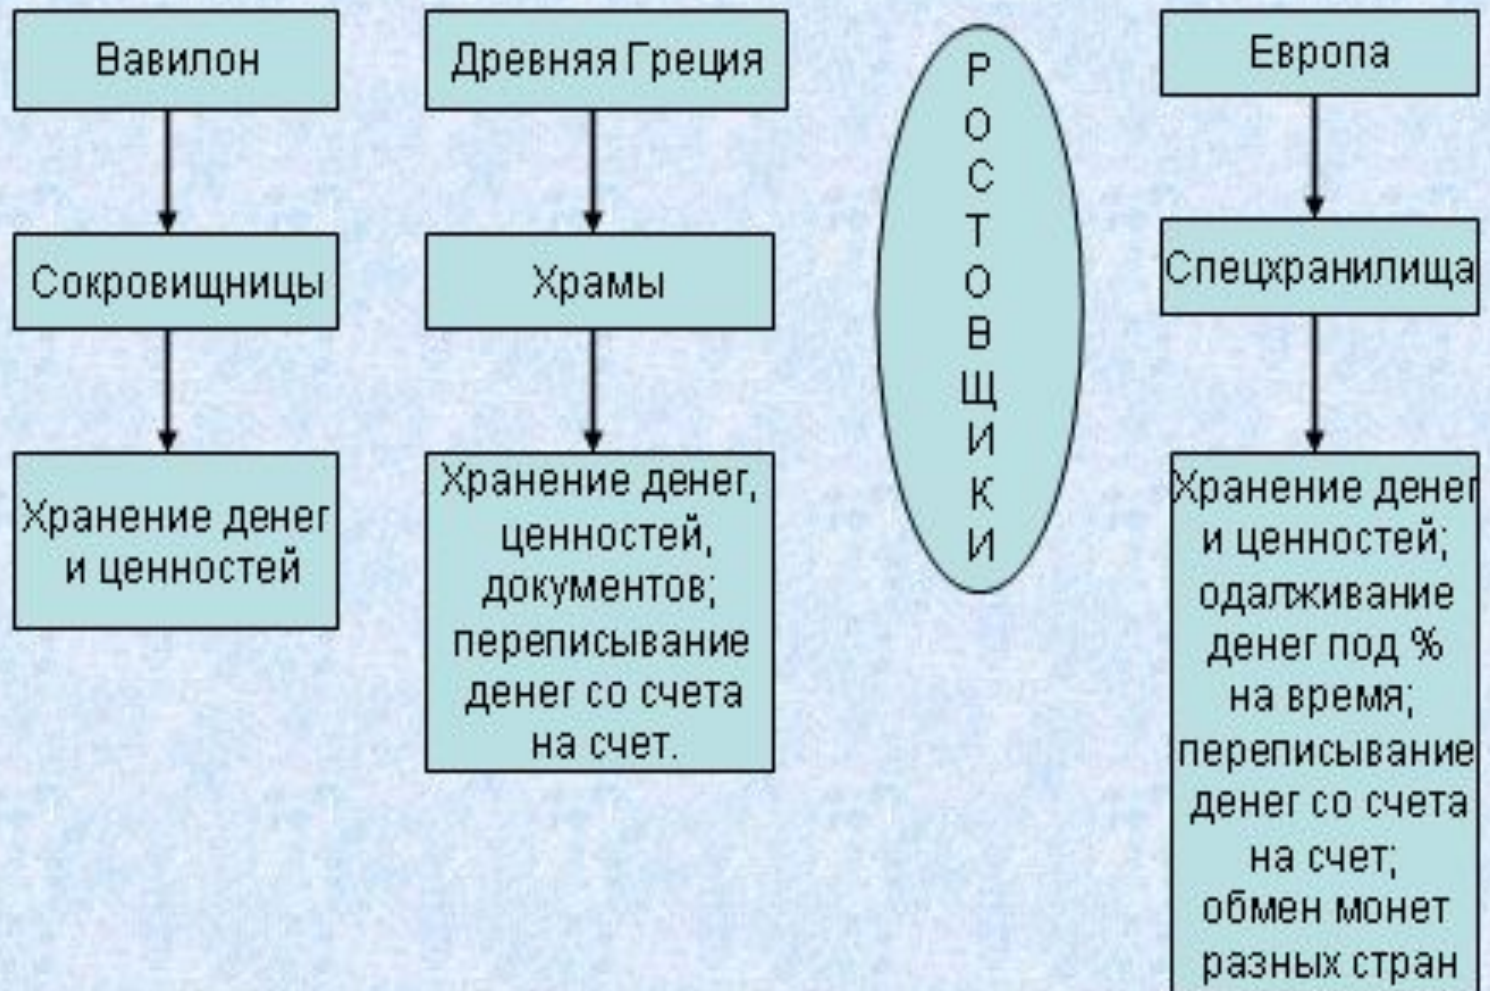 Вавилон
Сокровищницы
Хранение денег
и ценностей
Древняя Греция
Храмы
Хранение денег,
ценностей,
документов;
переписывание
денег со счета
на счет.
Р
О
С
Т
О
В
Щ
И
К
И
Европа
Спецхранилища
Хранение денег
и ценностей;
одалживание
денег под %
на время;
переписывание
денег со счета
на счет;
обмен монет
разных стран